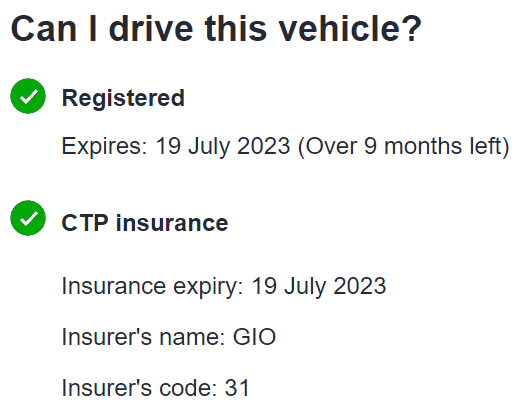 Can I drive this vehicle?
Registered
Expires: 19 July 2023 (Over 9 months left)
CTP insurance
Insurance expiry: 19 July 2023
Insurer's name: GIO
Insurer's code: 31